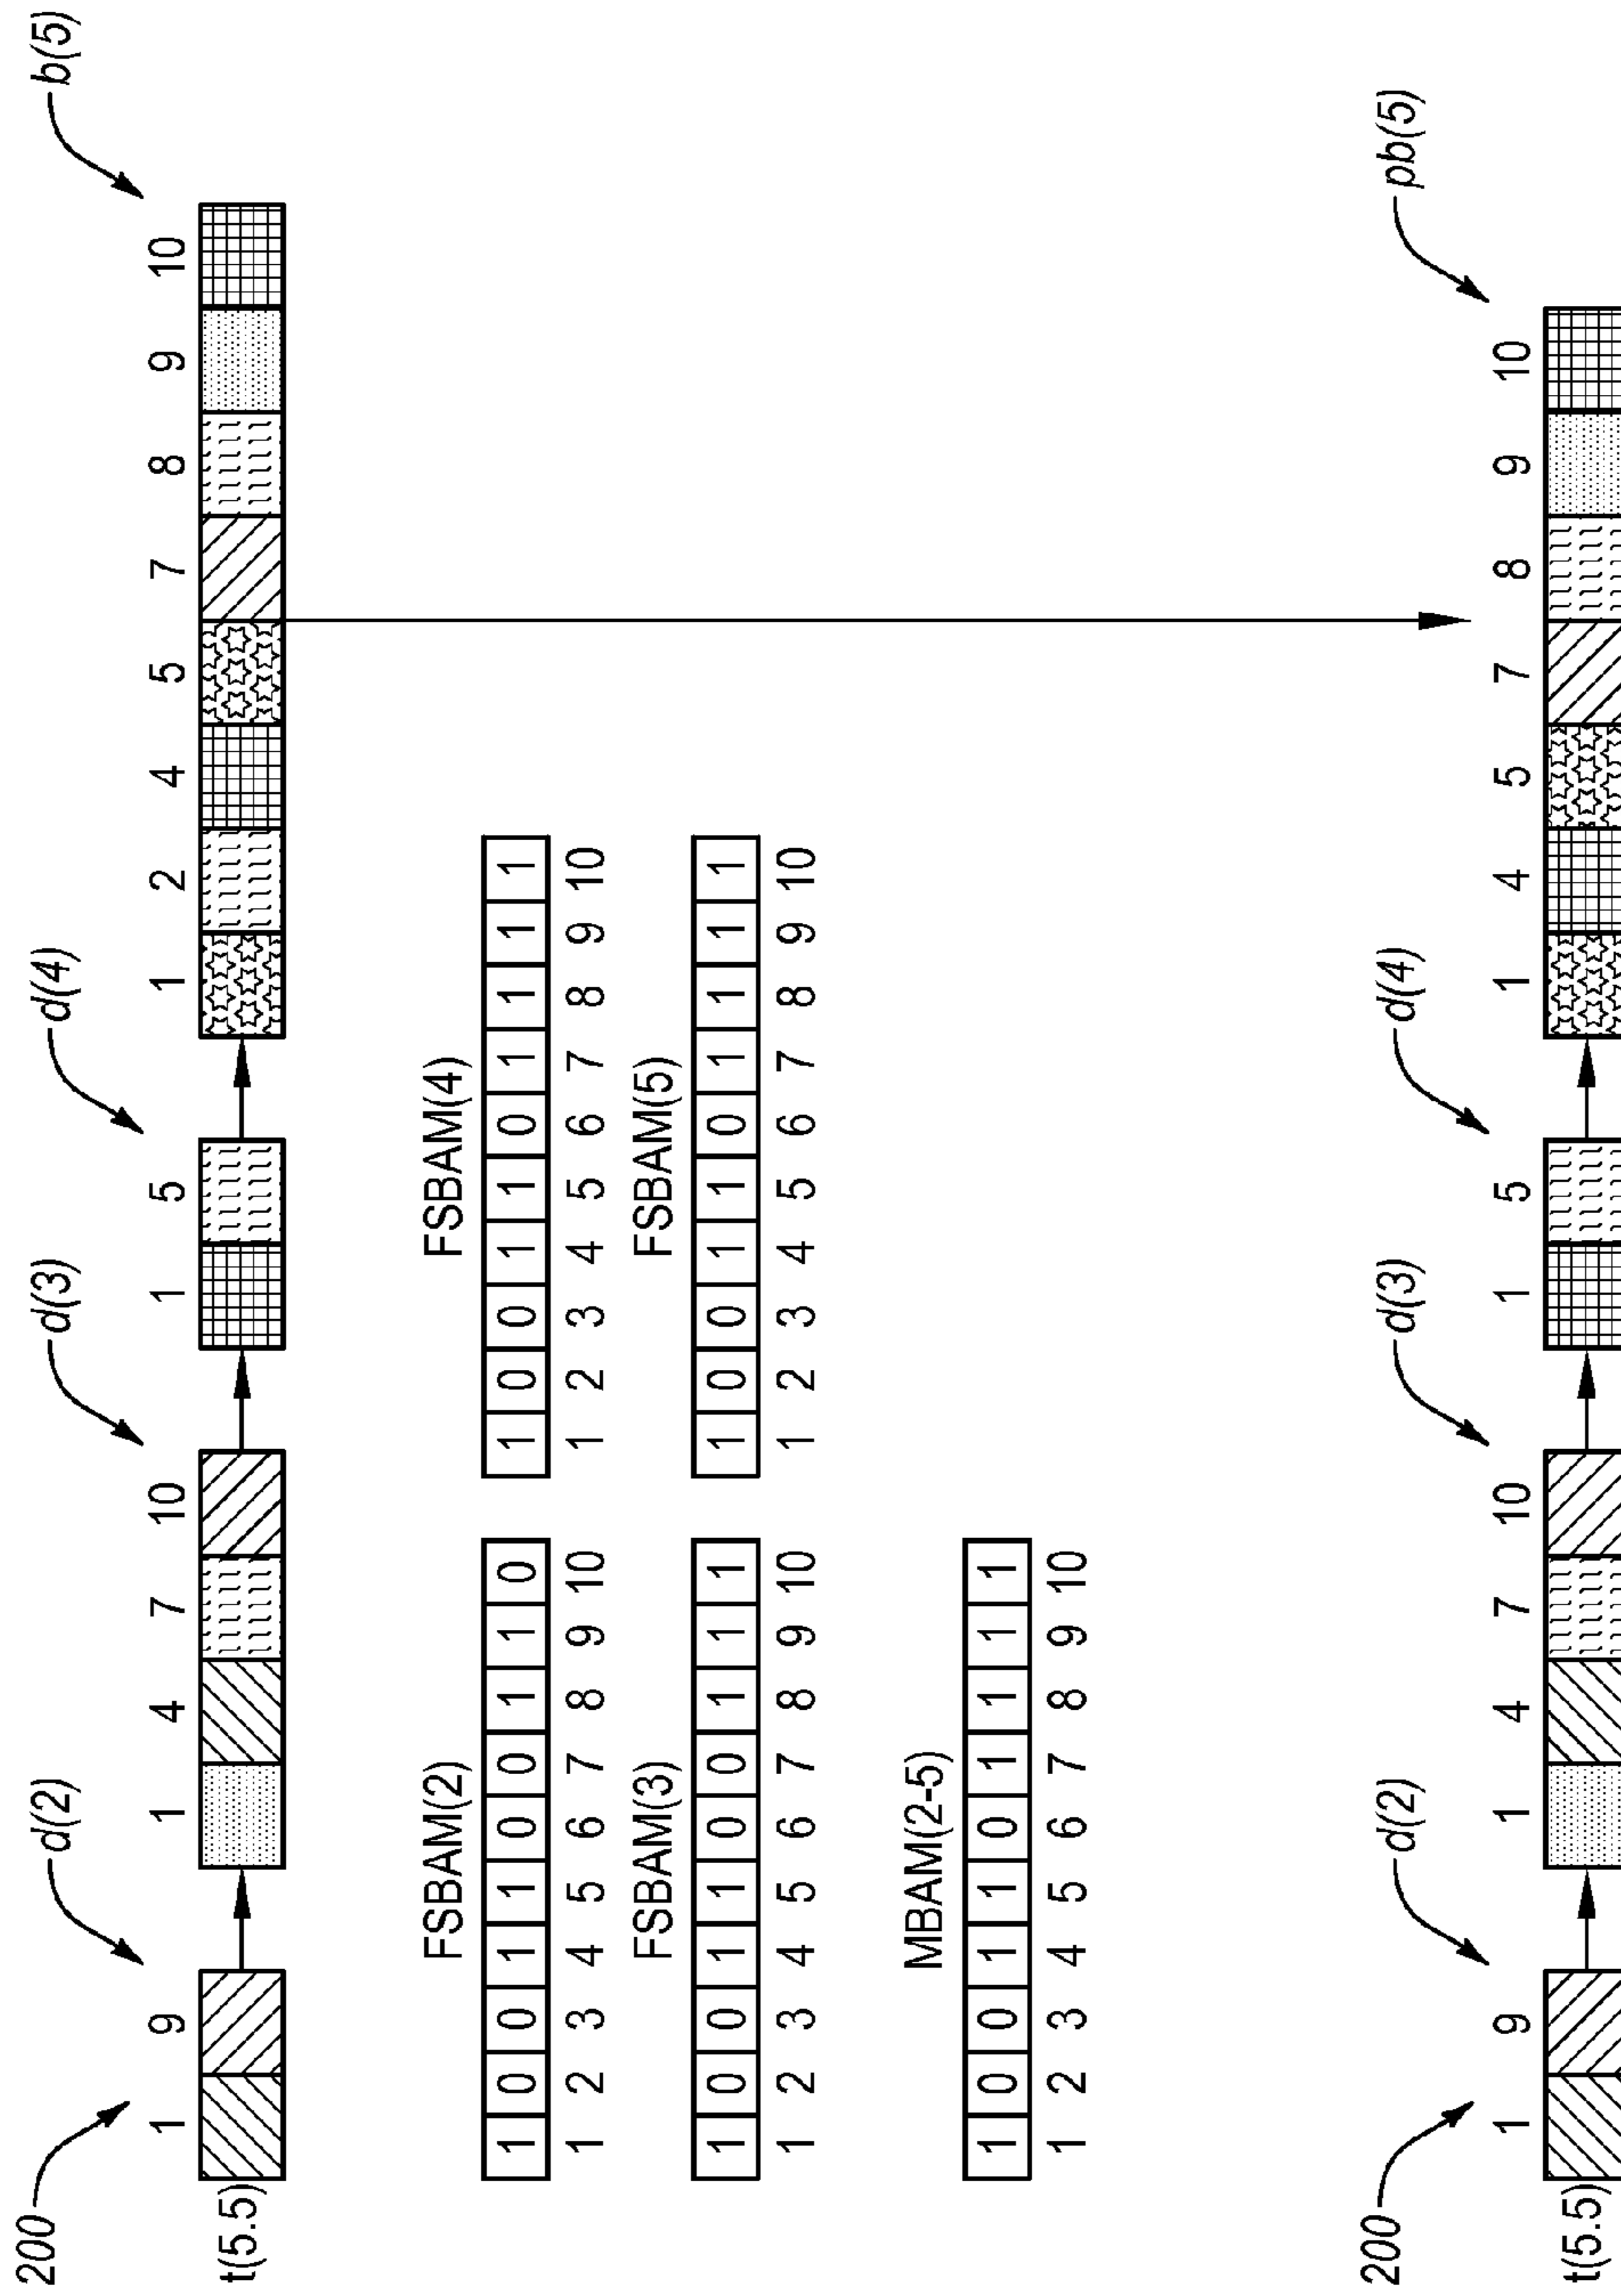 200 d(2) d(3) d(4) b(5)
1 9 1 4 7 10 1 5 1 2 4 5 7 8 9 10
t(5.5)
FSBAM(2) FSBAM(4)
1 0 0 1 1 0 0 1 1 0 1 0 0 1 1 0 1 1 1 1
1 2 3 4 5 6 7 8 9 10 1 2 3 4 5 6 7 8 9 10
FSBAM(3) FSBAM(5)
1 0 0 1 1 0 0 1 1 1 1 0 0 1 1 0 1 1 1 1
1 2 3 4 5 6 7 8 9 10 1 2 3 4 5 6 7 8 9 10
MBAM(2-5)
1 0 0 1 1 0 1 1 1 1
1 2 3 4 5 6 7 8 9 10
200 d(2) d(3) d(4) pb(5)
1 9 1 4 7 10 1 5 1 4 5 7 8 9 10
t(5.5)